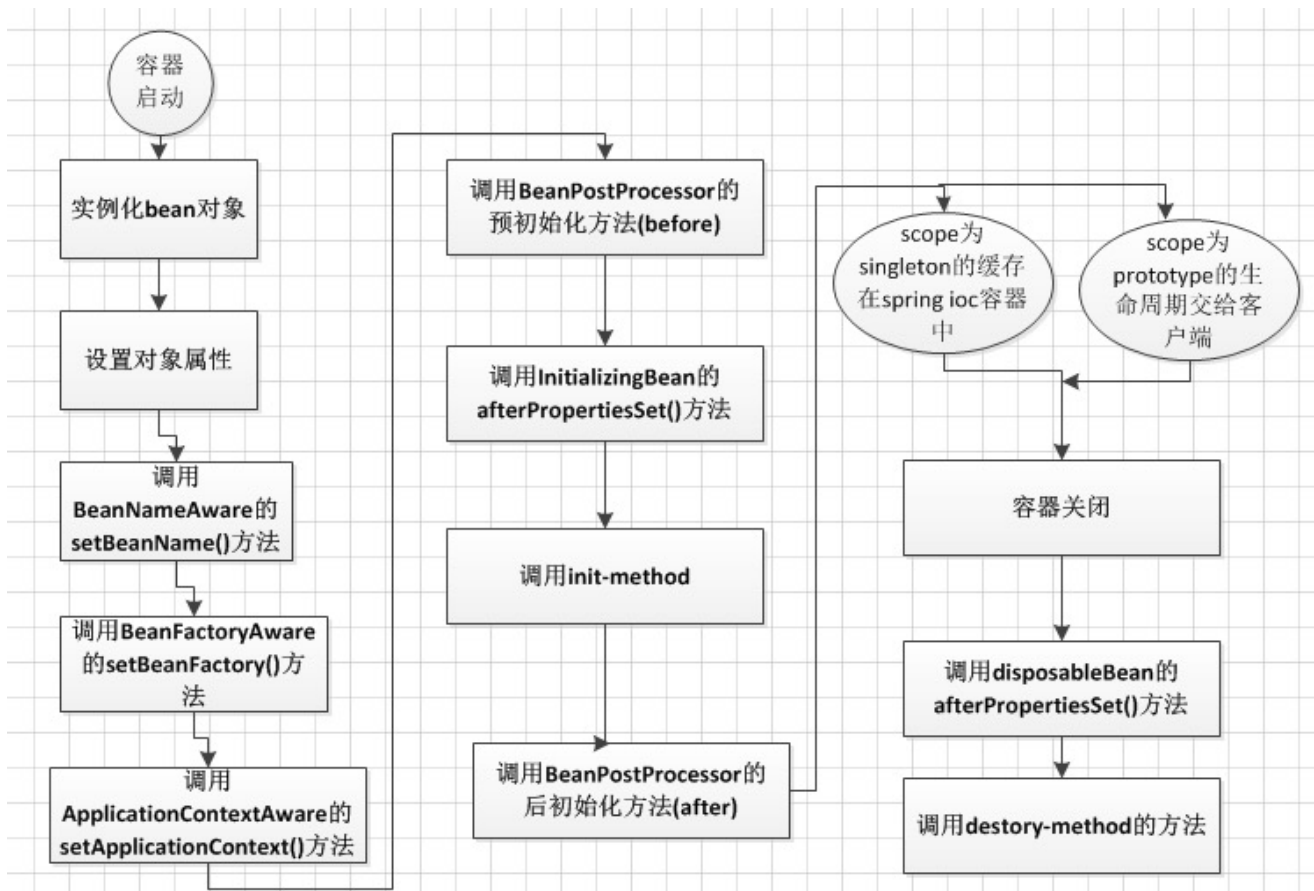 容器
启动
实例化bean对象
设置对象属性
调用
BeanNameAware的
setBeanName()方法
调用BeanFactoryAware
的setBeanFactory()方
法
调用
ApplicationContextAware的
setApplicationContext()方法
调用BeanPostProcessor的
预初始化方法(before)
调用InitializingBean的
afterPropertiesSet()方法
调用init-method
调用BeanPostProcessor的
后初始化方法(after)
scope为
singleton的缓存
在spring ioc容器
中
scope为
prototype的生
命周期交给客
户端
容器关闭
调用disposableBean的
afterPropertiesSet()方法
调用destory-method的方法